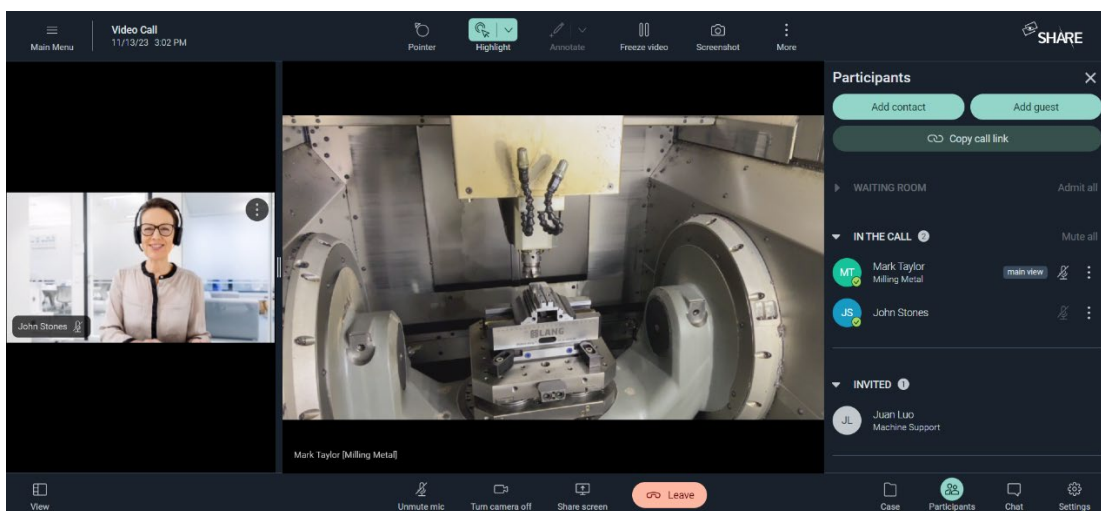 Main Menu
Video Call
11/13/23 3:02 PM
Pointer
Highlight
Annotate
Freeze video
Screenshot
More
SHARE
John Stones
LANG
Mark Taylor [Milling Metal]
Participants
Add contact
Add guest
Copy call link
WAITING ROOM
Admit all
IN THE CALL 2
Mute all
MT
Mark Taylor
Milling Metal
main view
JS
John Stones
INVITED 1
JL
Juan Luo
Machine Support
View
Unmute mic
Turn camera off
Share screen
Leave
Case
Participants
Chat
Settings